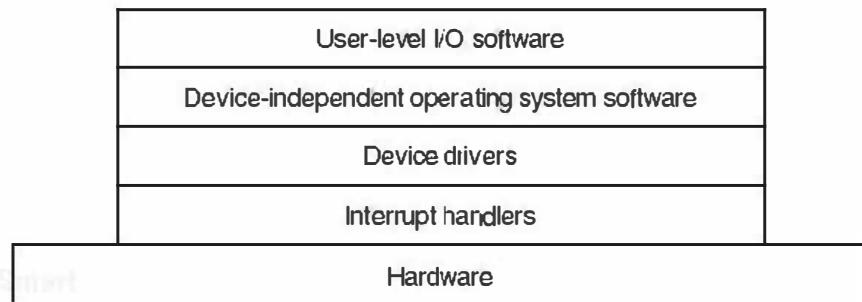 User-level I/O software
Device-independent operating system software
Device drivers
Interrupt handlers
Hardware